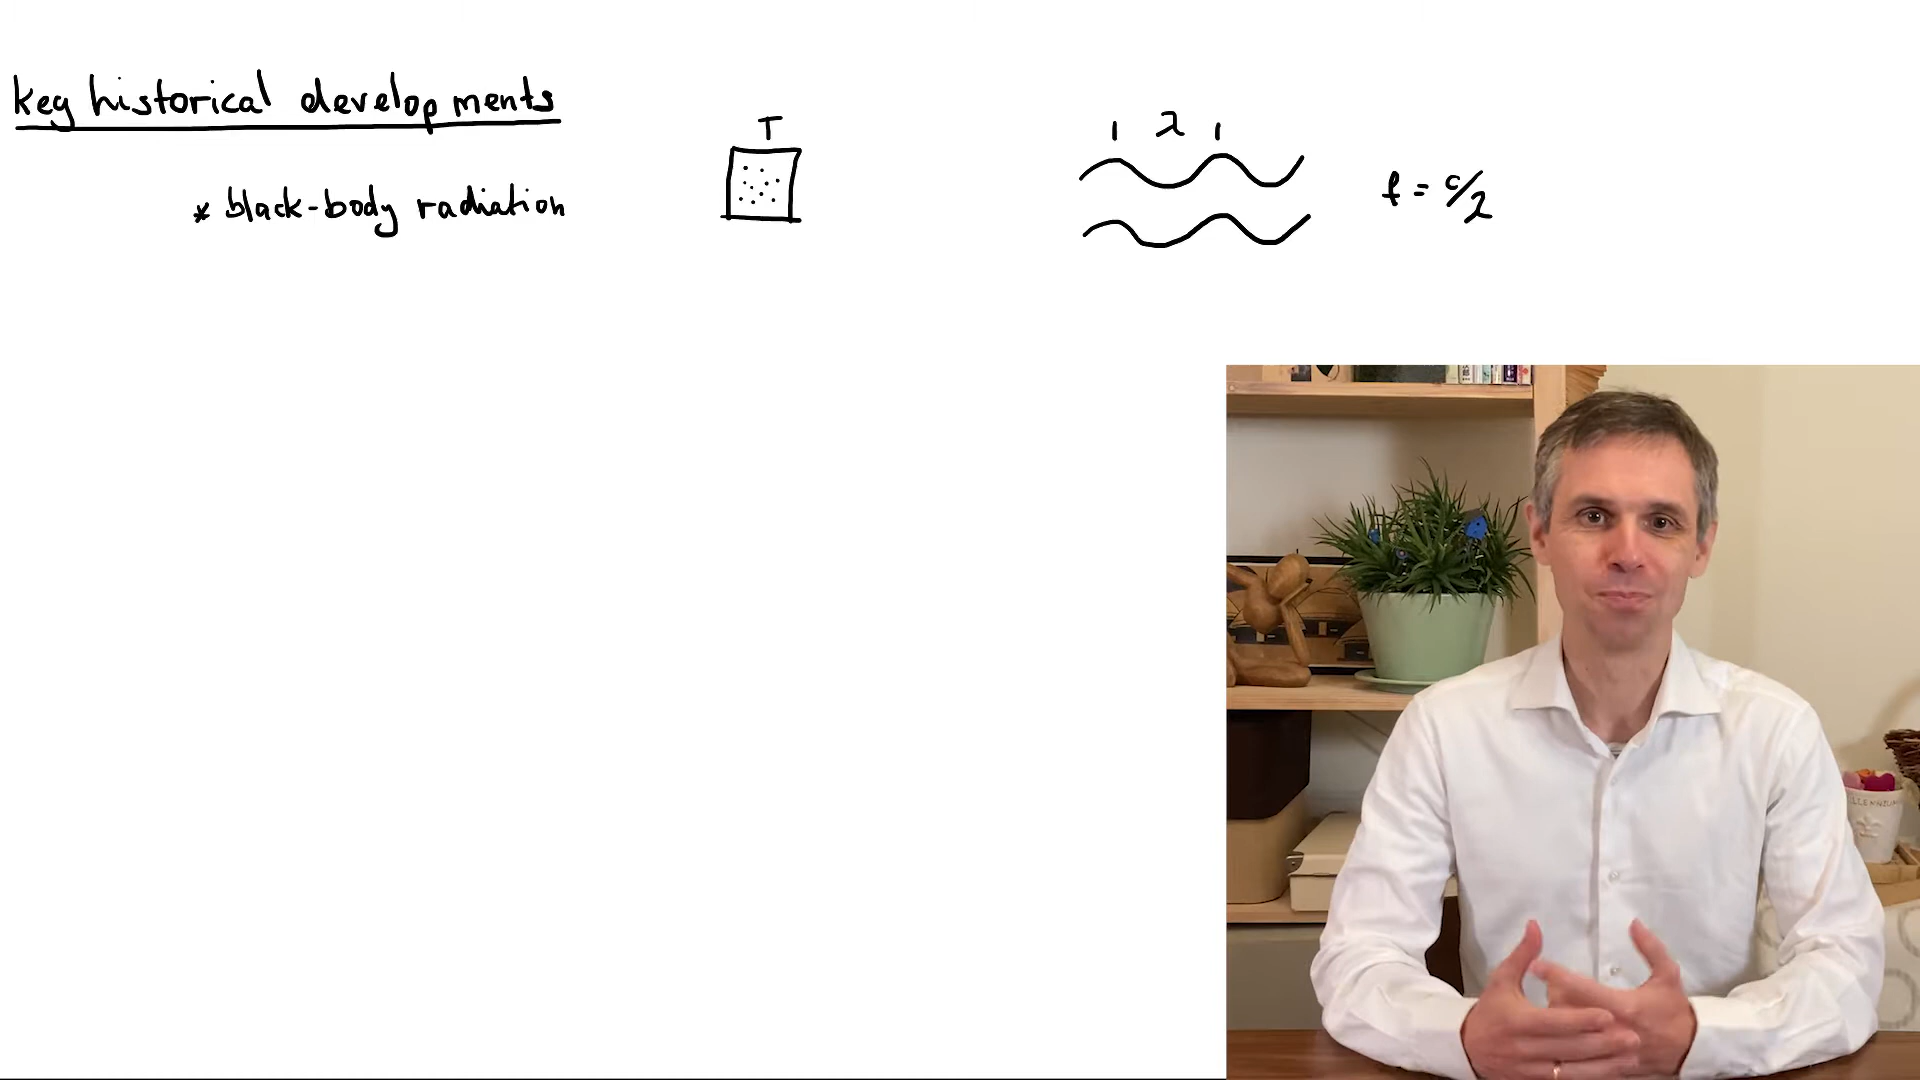 key historical developments
* black-body radiation
T
λ
f = c/λ